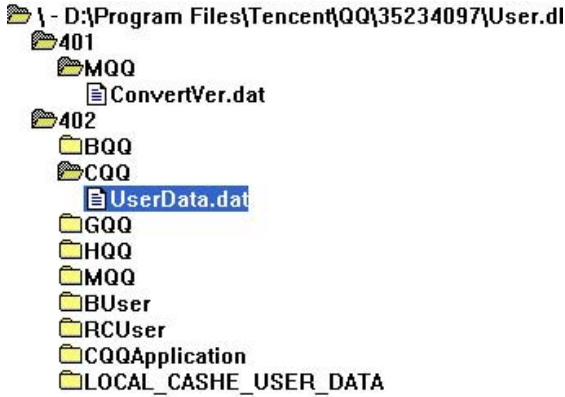 \ - D:\Program Files\Tencent\QQ\35234097\User.d
401
MQQ
ConvertVer.dat
402
BQQ
CQQ
UserData.dat
GQQ
HQQ
MQQ
BUser
RCUser
CQQApplication
LOCAL_CASHE_USER_DATA